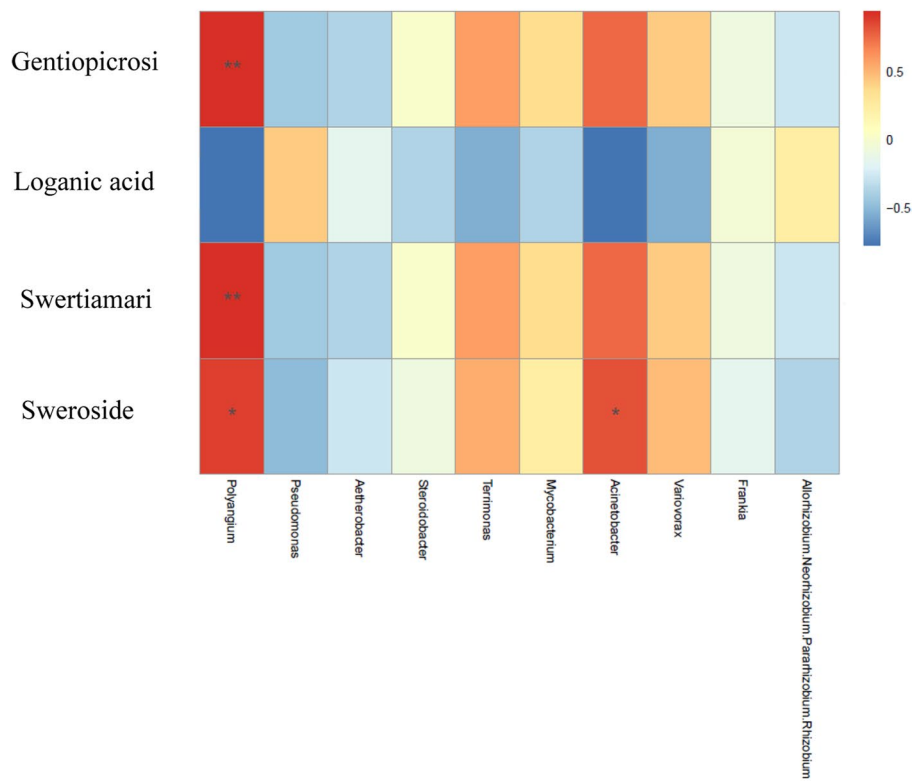 Gentiopicrosi
**
0.5
0
−0.5
Loganic acid
Swertiamari
**
Sweroside
*
*
Polyangium
Pseudomonas
Aetherobacter
Steroidobacter
Terrimonas
Mycobacterium
Acinetobacter
Variovorax
Frankia
Allorhizobium.Neorhizobium.Pararhizobium.Rhizobium